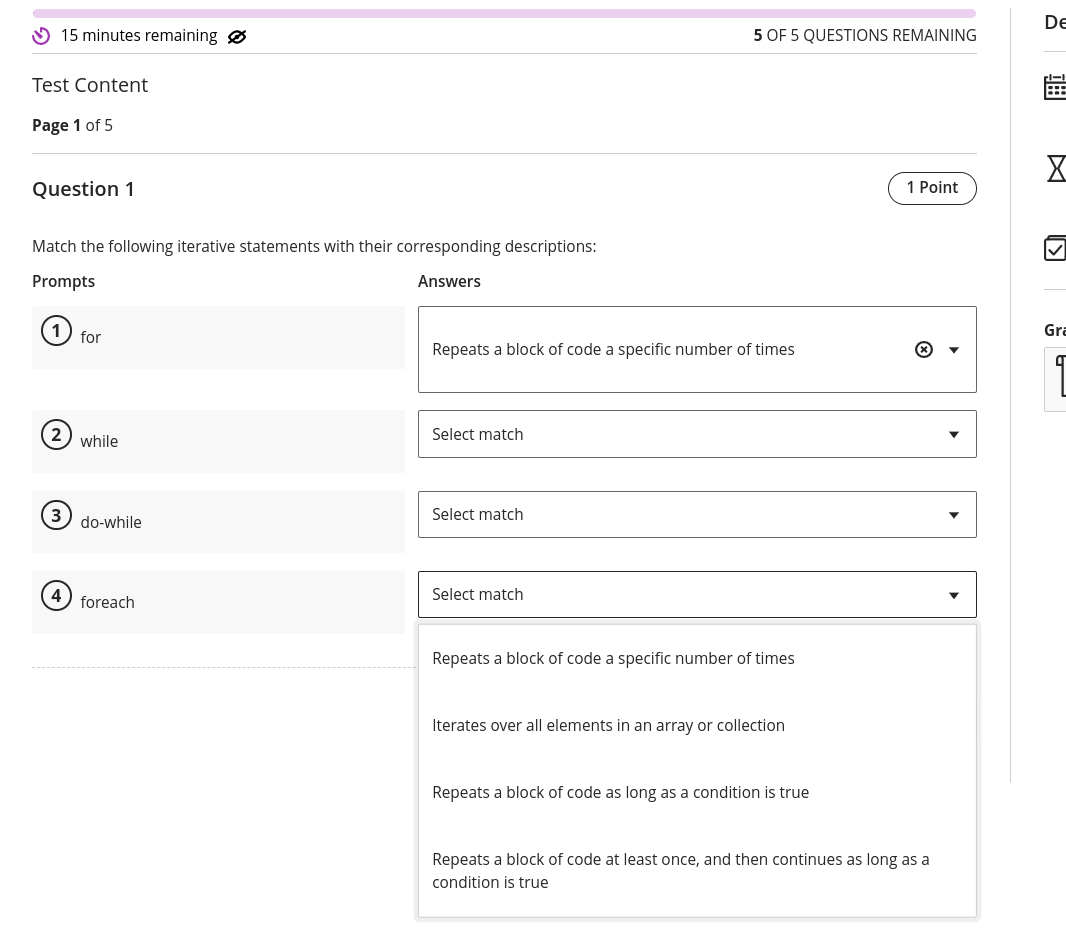 15 minutes remaining
5 OF 5 QUESTIONS REMAINING
Test Content
Page 1 of 5
Question 1
1 Point
Match the following iterative statements with their corresponding descriptions:
Prompts
Answers
1 for
Repeats a block of code a specific number of times
2 while
Select match
3 do-while
Select match
4 foreach
Select match
Repeats a block of code a specific number of times
Iterates over all elements in an array or collection
Repeats a block of code as long as a condition is true
Repeats a block of code at least once, and then continues as long as a
condition is true